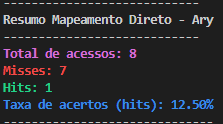 ----------------------------
Resumo Mapeamento Direto - Ary
----------------------------
Total de acessos: 8
Misses: 7
Hits: 1
Taxa de acertos (hits): 12.50%
------------------------------